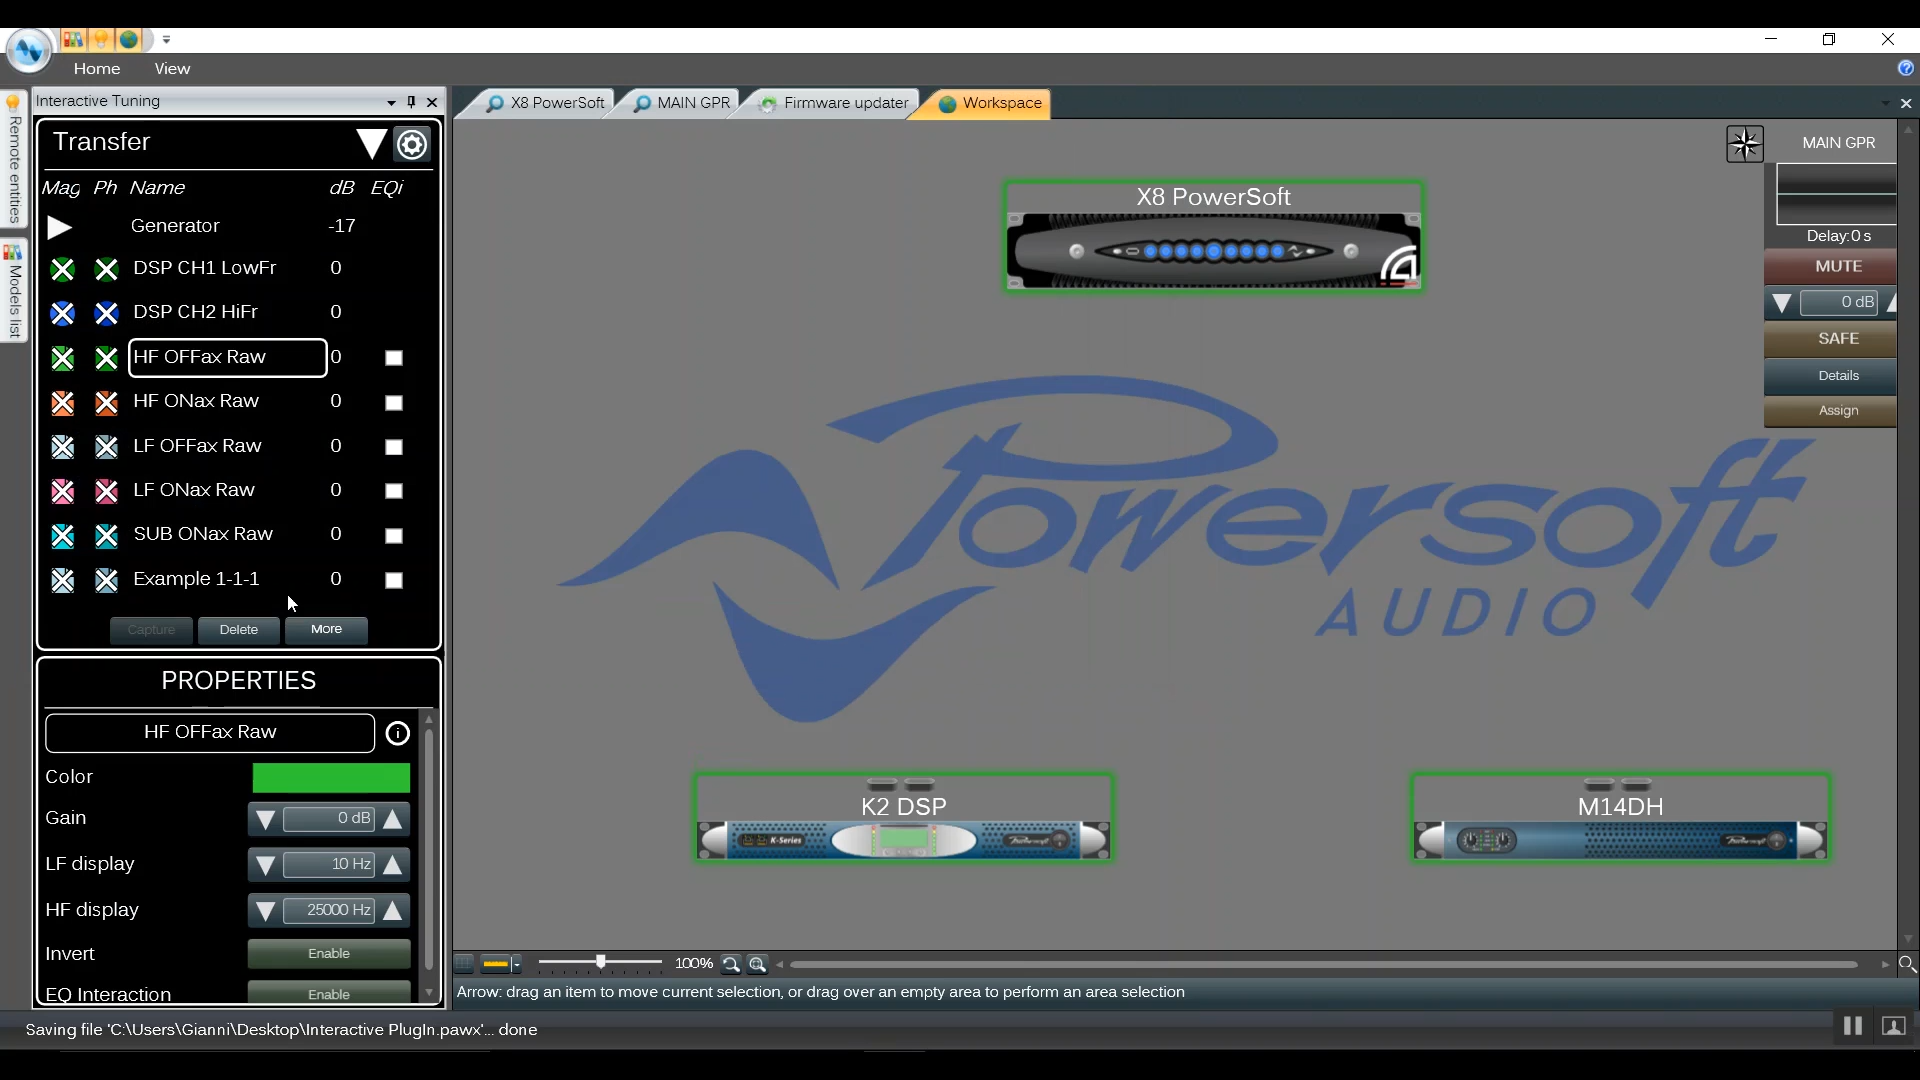 Home View
Interactive Tuning
X8 PowerSoft MAIN GPR Firmware updater Workspace
Remote entities
Models list
Transfer
Mag Ph Name dB EQi
Generator -17
DSP CH1 LowFr 0
DSP CH2 HiFr 0
HF OFFax Raw 0
HF ONax Raw 0
LF OFFax Raw 0
LF ONax Raw 0
SUB ONax Raw 0
Example 1-1-1 0
Capture Delete More
PROPERTIES
HF OFFax Raw
Color
Gain 0 dB
LF display 10 Hz
HF display 25000 Hz
Invert Enable
EQ Interaction Enable
X8 PowerSoft
MAIN GPR
Delay:0 s
MUTE
0 dB
SAFE
Details
Assign
Powersoft
AUDIO
K2 DSP
K-Series Powersoft
M14DH
Powersoft
100%
Arrow: drag an item to move current selection, or drag over an empty area to perform an area selection
Saving file 'C:\Users\Gianni\Desktop\Interactive PlugIn.pawx'... done